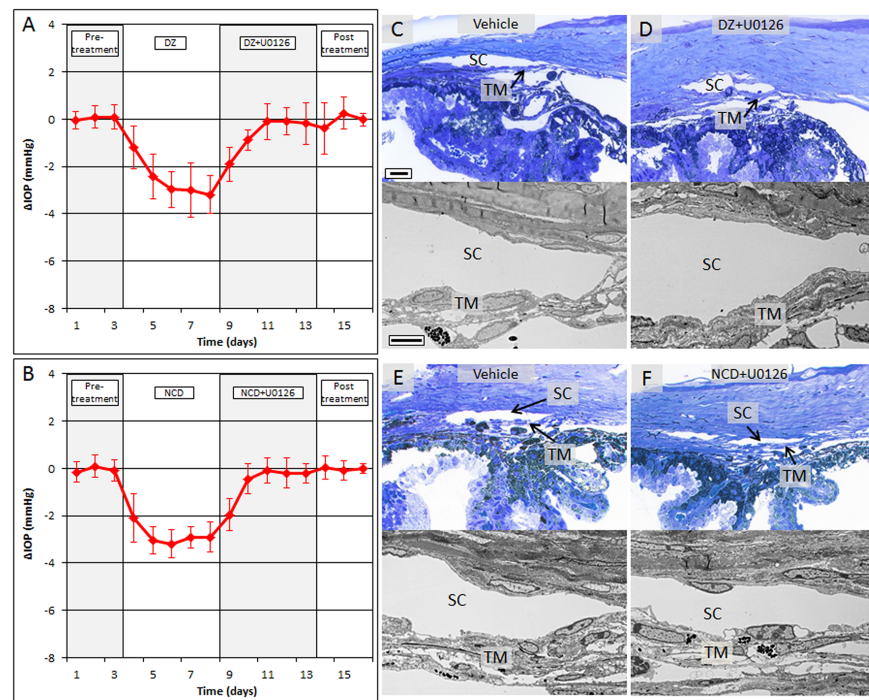 A
Pre-
treatment
DZ
DZ+U0126
Post
treatment
4
2
0
-2
-4
-6
-8
ΔIOP (mmHg)
1 3 5 7 9 11 13 15
Time (days)
B
Pre-
treatment
NCD
NCD+U0126
Post
treatment
4
2
0
-2
-4
-6
-8
ΔIOP (mmHg)
1 3 5 7 9 11 13 15
Time (days)
C
Vehicle
SC
TM
SC
TM
D
DZ+U0126
SC
TM
SC
TM
E
Vehicle
SC
TM
SC
TM
F
NCD+U0126
SC
TM
SC
TM